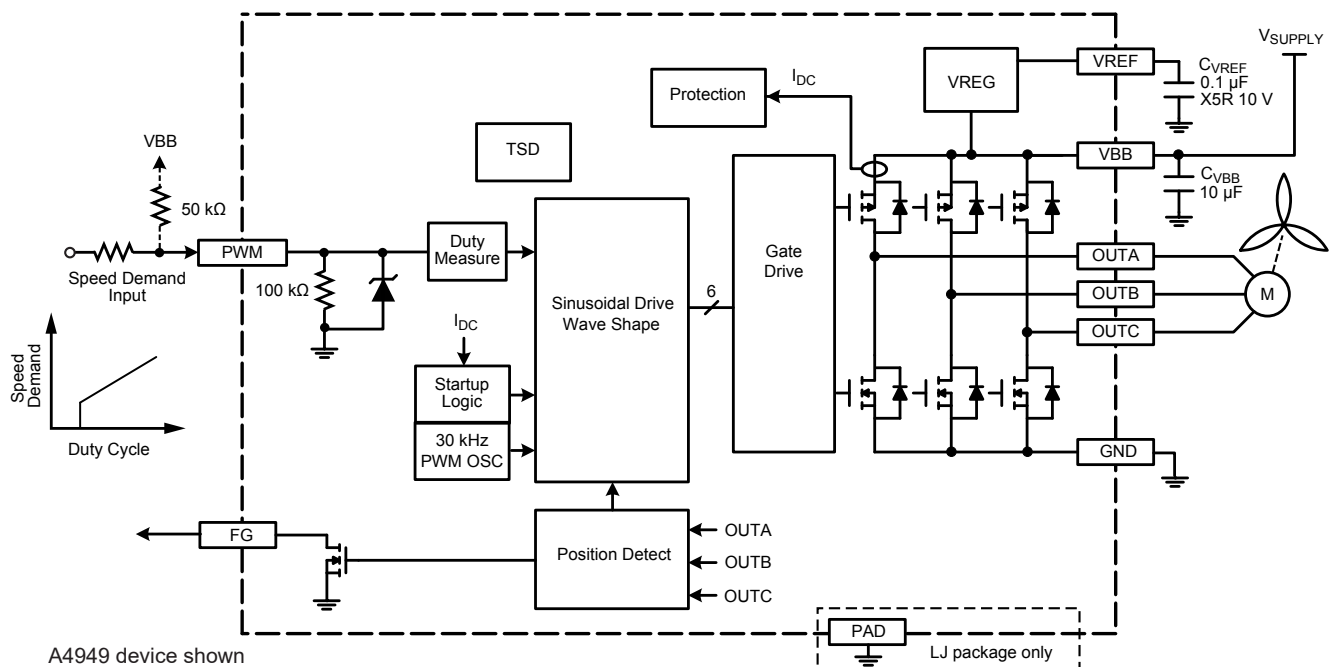 VSUPPLY
VREF
CVREF
0.1 µF
X5R 10 V
VREG
IDC
Protection
TSD
VBB
VBB
CVBB
10 µF
50 kΩ
PWM
Speed Demand
Input
100 kΩ
Duty
Measure
Sinusoidal Drive
Wave Shape
6
Gate
Drive
OUTA
OUTB
OUTC
M
IDC
Startup
Logic
30 kHz
PWM OSC
Speed
Demand
Duty Cycle
GND
FG
Position Detect
OUTA
OUTB
OUTC
PAD
LJ package only
A4949 device shown